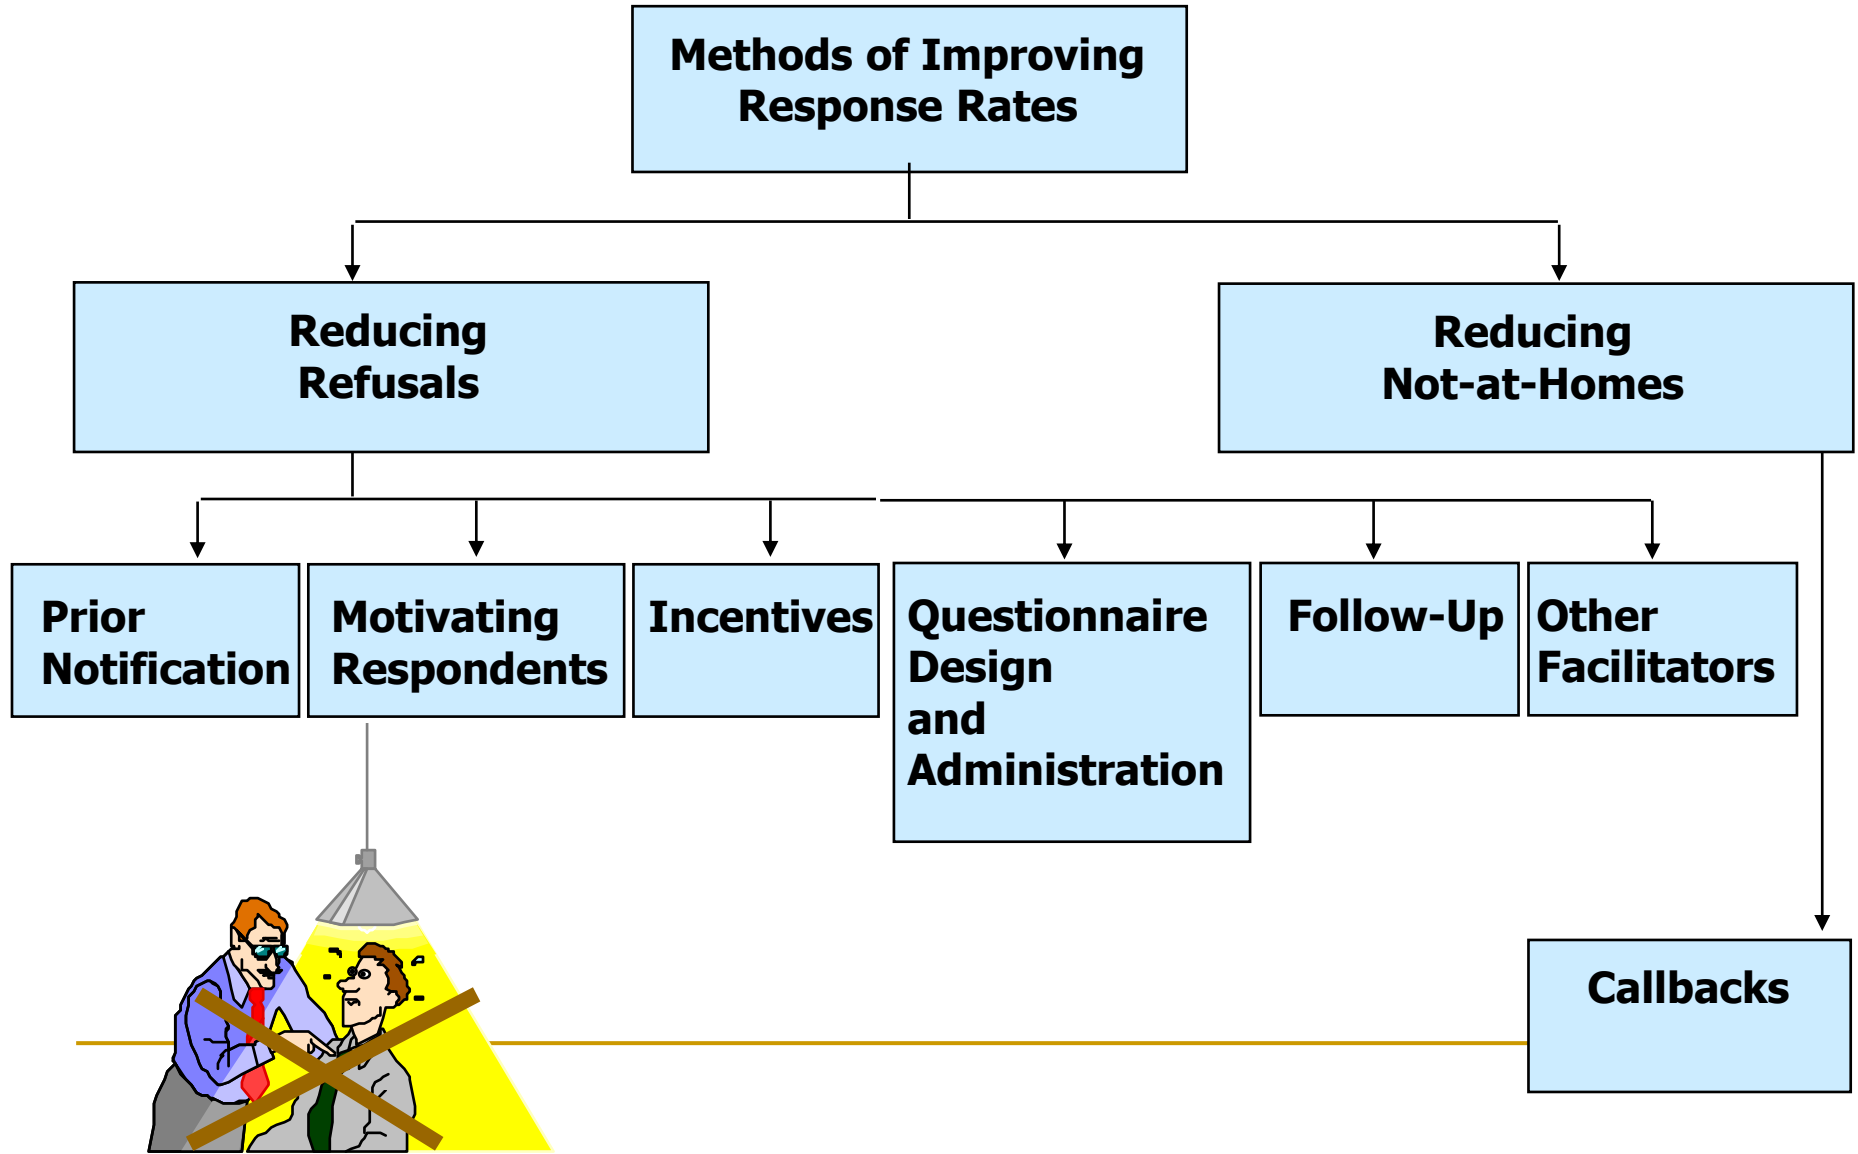 Methods of Improving
Response Rates
Reducing
Refusals
Reducing
Not-at-Homes
Prior
Notification
Motivating
Respondents
Incentives
Questionnaire
Design
and
Administration
Follow-Up
Other
Facilitators
Callbacks